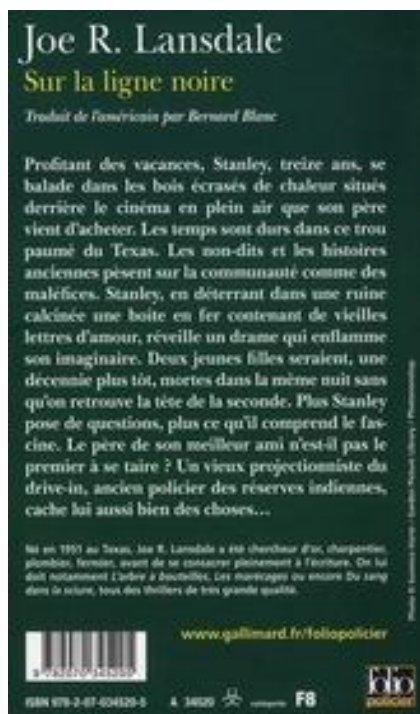 Joe R. Lansdale
Sur la ligne noire
Traduit de l'américain par Bernard Blanc
Profitant des vacances, Stanley, treize ans, se
balade dans les bois écrasés de chaleur situés
derrière le cinéma en plein air que son père
vient d'acheter. Les temps sont durs dans ce trou
paumé du Texas. Les non-dits et les histoires
anciennes pèsent sur la communauté comme des
maléfices. Stanley, en déterrant dans une ruine
calcinée une boîte en fer contenant de vieilles
lettres d'amour, réveille un drame qui enflamme
son imaginaire. Deux jeunes filles seraient, une
décennie plus tôt, mortes dans la même nuit sans
qu'on retrouve la tête de la seconde. Plus Stanley
pose de questions, plus ce qu'il comprend le fas-
cine. Le père de son meilleur ami n'est-il pas le
premier à se taire ? Un vieux projectionniste du
drive-in, ancien policier des réserves indiennes,
cache lui aussi bien des choses...
Né en 1951 au Texas, Joe R. Lansdale a été chercheur d'or, charpentier,
plombier, fermier, avant de se consacrer pleinement à l'écriture. On lui
doit notamment L'arbre à bouteilles, Les marécages ou encore Du sang
dans la sciure, tous des thrillers de très grande qualité.
www.gallimard.fr/foliopolicier
ISBN 978-2-07-034520-5 A 34520 catégorie F8
folio
policier